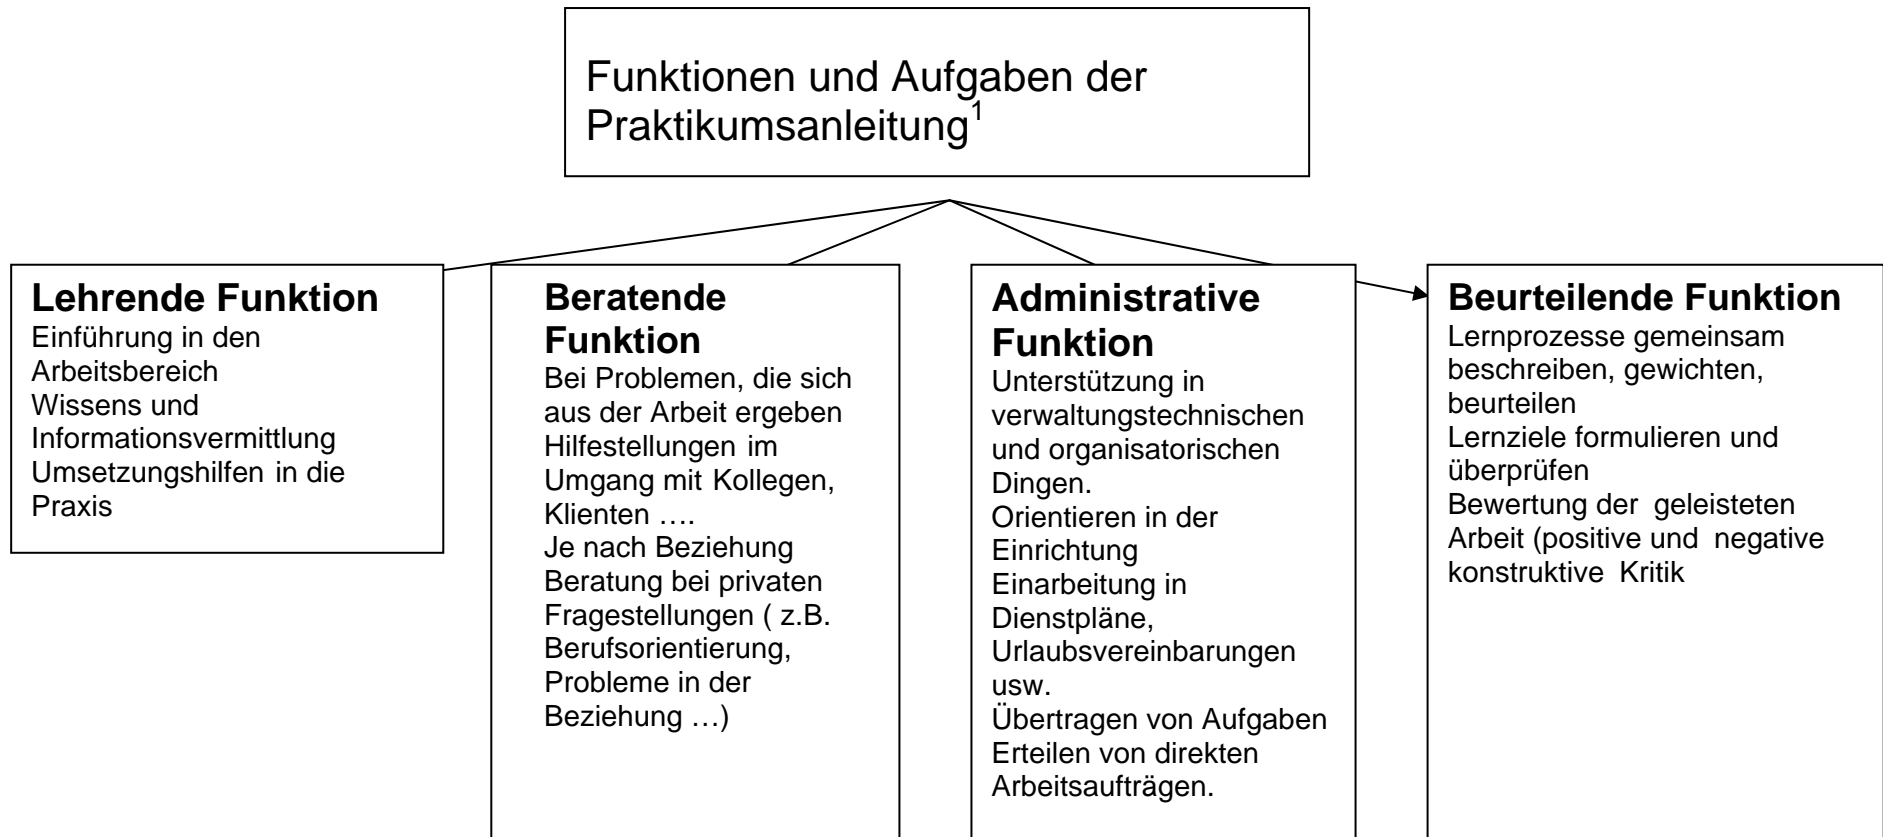 Funktionen und Aufgaben der
Praktikumsanleitung¹
Lehrende Funktion
Einführung in den
Arbeitsbereich
Wissens und
Informationsvermittlung
Umsetzungshilfen in die
Praxis
Beratende
Funktion
Bei Problemen, die sich
aus der Arbeit ergeben
Hilfestellungen im
Umgang mit Kollegen,
Klienten ….
Je nach Beziehung
Beratung bei privaten
Fragestellungen ( z.B.
Berufsorientierung,
Probleme in der
Beziehung …)
Administrative
Funktion
Unterstützung in
verwaltungstechnischen
und organisatorischen
Dingen.
Orientieren in der
Einrichtung
Einarbeitung in
Dienstpläne,
Urlaubsvereinbarungen
usw.
Übertragen von Aufgaben
Erteilen von direkten
Arbeitsaufträgen.
Beurteilende Funktion
Lernprozesse gemeinsam
beschreiben, gewichten,
beurteilen
Lernziele formulieren und
überprüfen
Bewertung der geleisteten
Arbeit (positive und negative
konstruktive Kritik